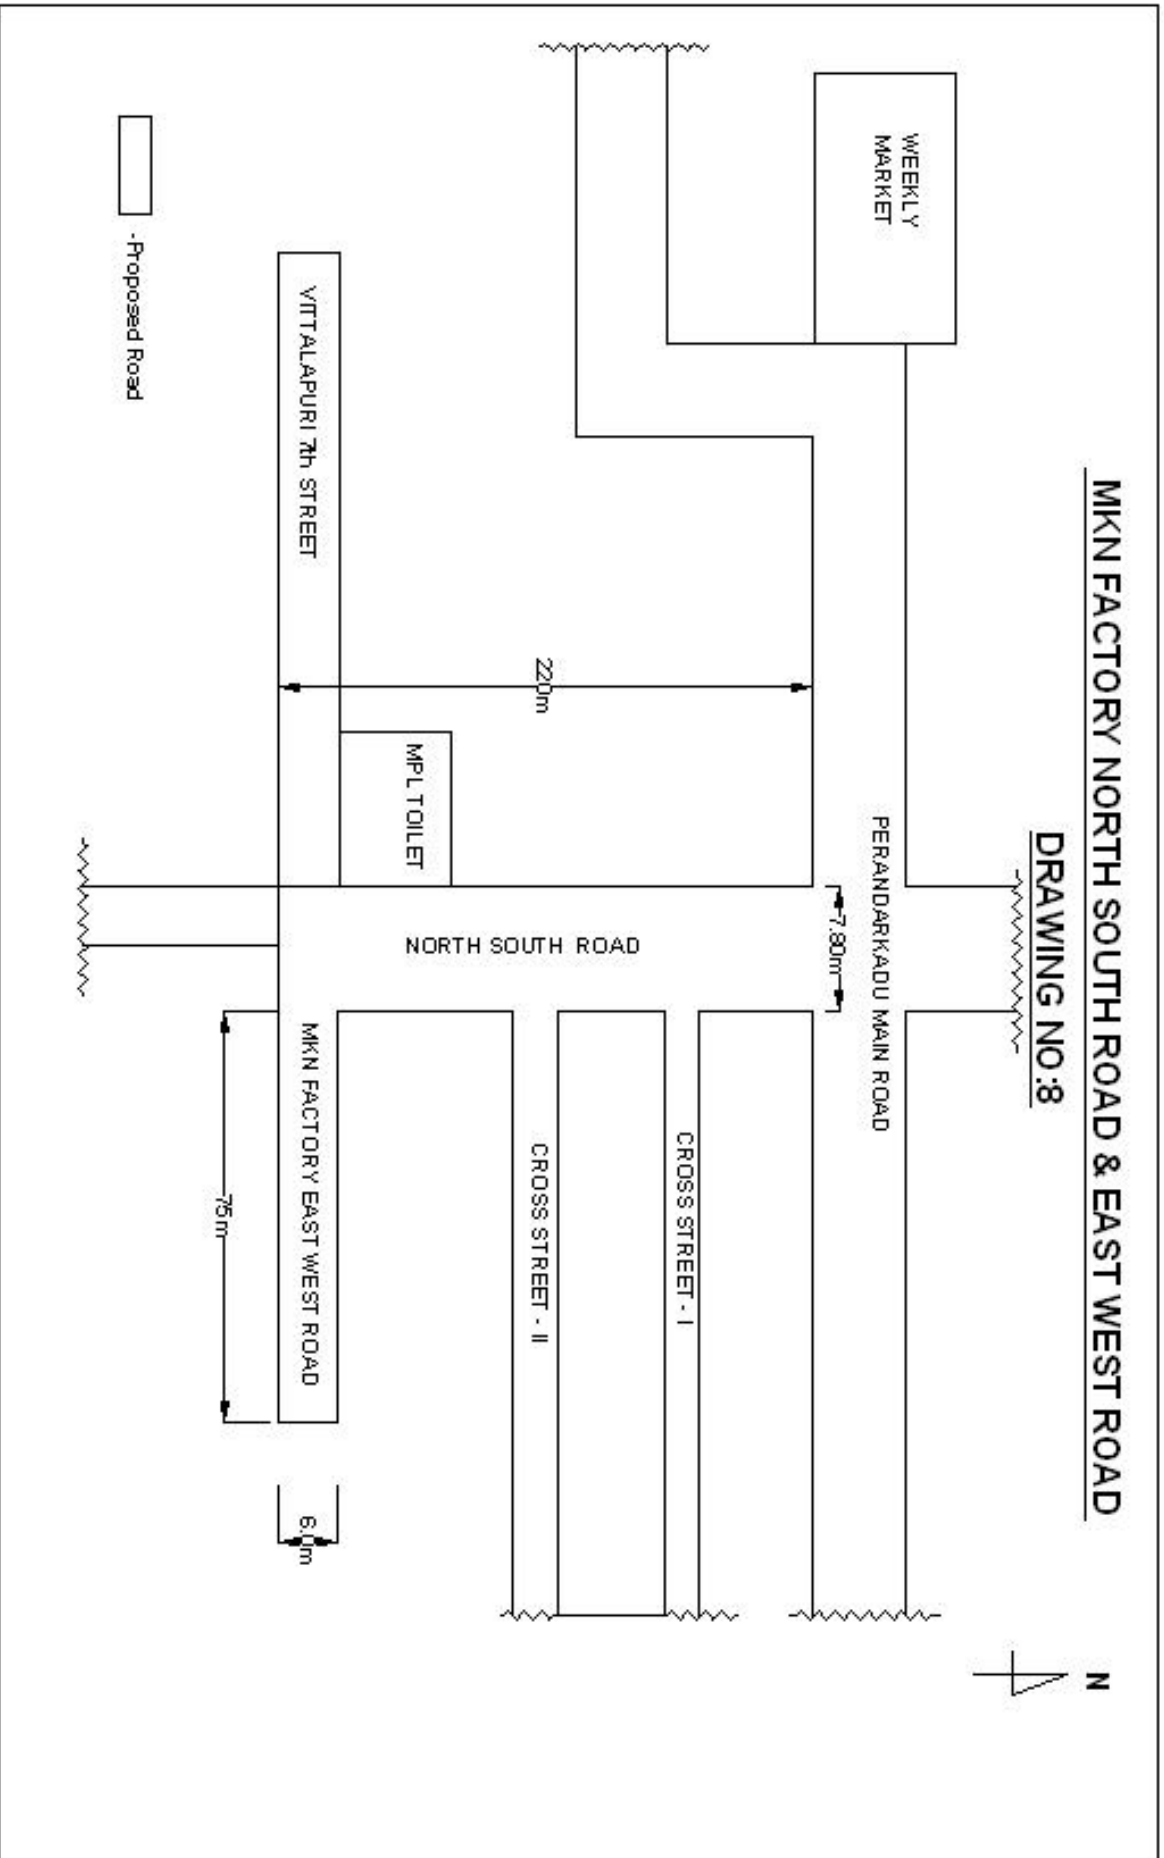 MKN FACTORY NORTH SOUTH ROAD & EAST WEST ROAD
DRAWING NO:8
N
WEEKLY
MARKET
PERANDARKADU MAIN ROAD
7.80m
CROSS STREET - I
220m
NORTH SOUTH ROAD
CROSS STREET - II
MPL TOILET
VITTALAPURI 7th STREET
MKN FACTORY EAST WEST ROAD
6.0m
75m
-Proposed Road